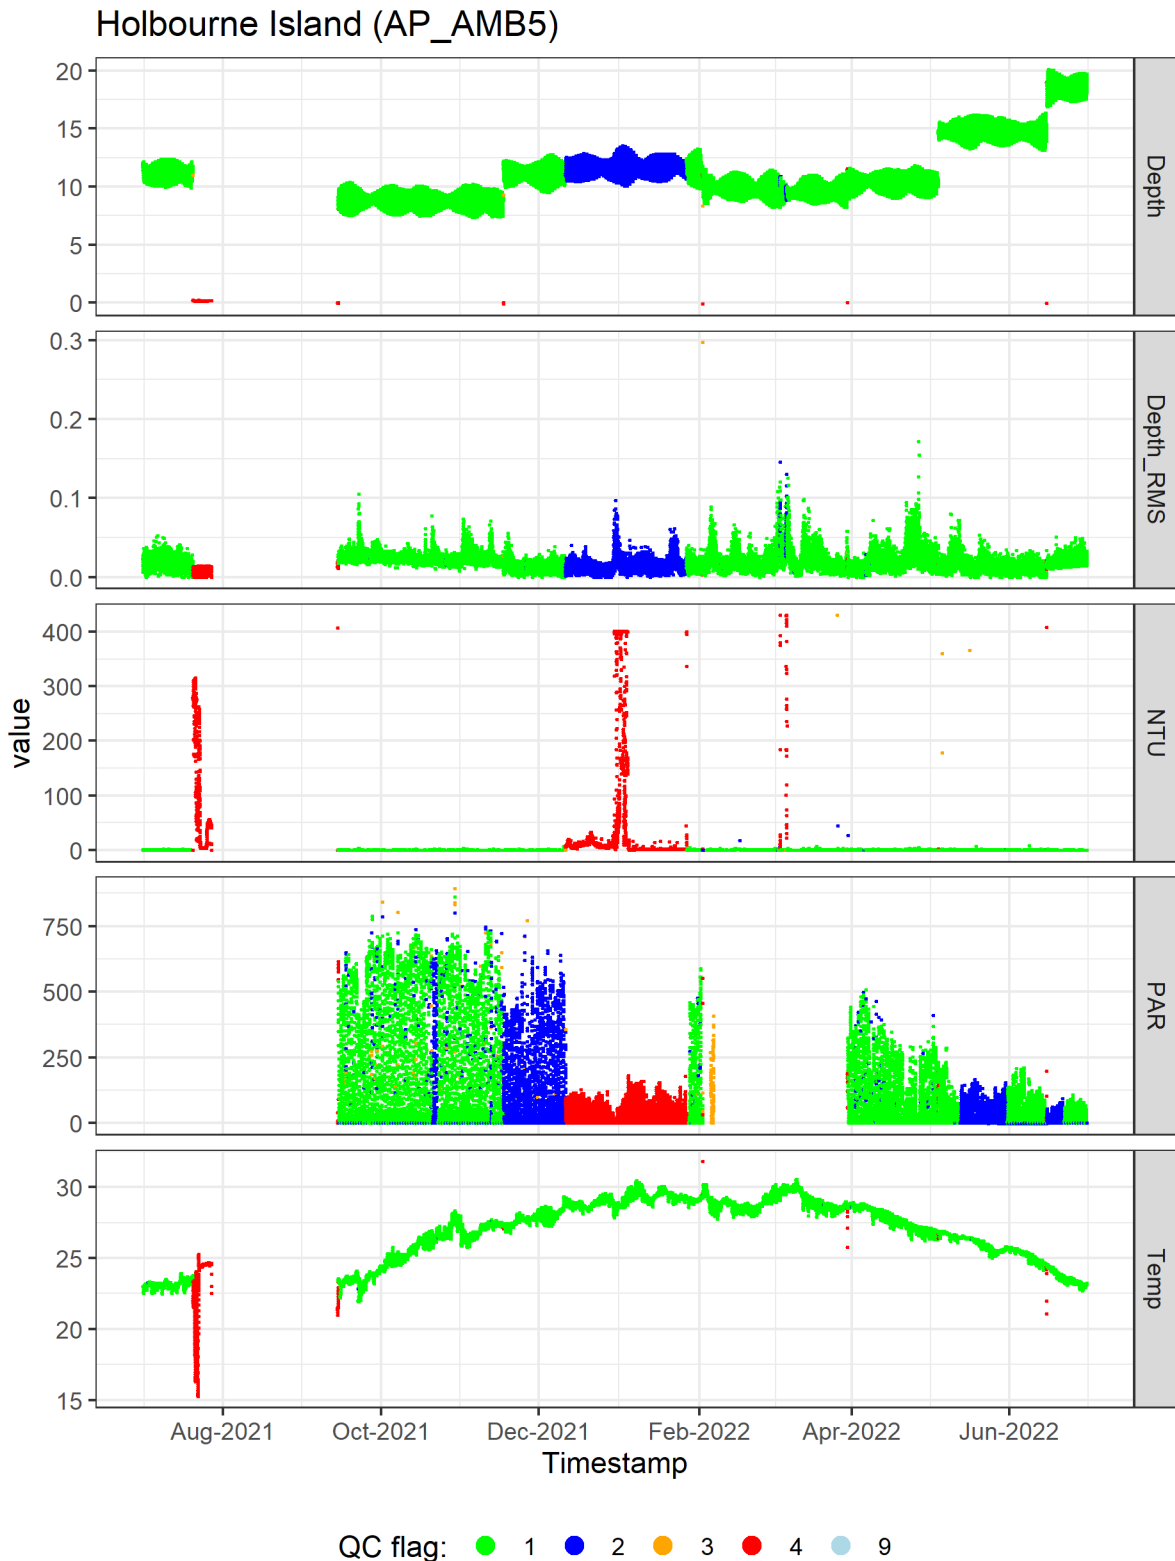 Holbourne Island (AP_AMB5)
20
15
10
5
0
Depth
0.3
0.2
0.1
0.0
Depth_RMS
400
300
200
100
0
NTU
value
750
500
250
0
PAR
30
25
20
15
Temp
Aug-2021 Oct-2021 Dec-2021 Feb-2022 Apr-2022 Jun-2022
Timestamp
QC flag: 1 2 3 4 9